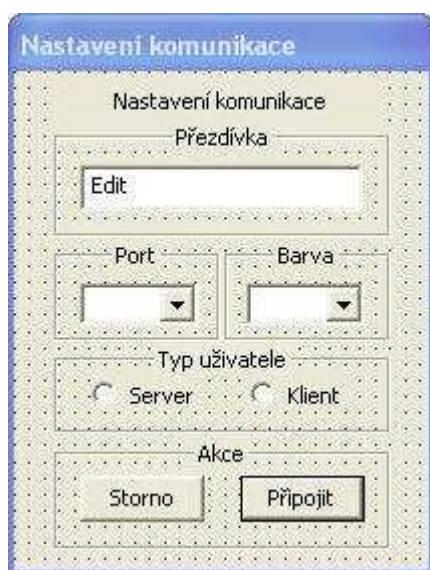 Nastavení komunikace
Nastavení komunikace
Přezdívka
Edit
Port Barva
Typ uživatele
Server Klient
Akce
Storno Připojit